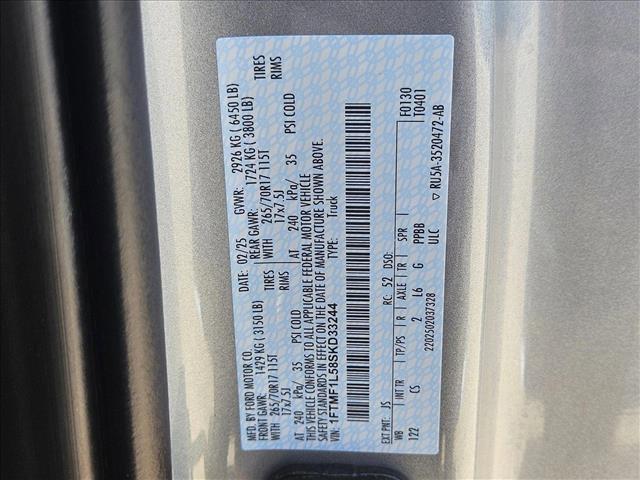 MFD. BY FORD MOTOR CO.
DATE: 02/25 GVWR: 2926 KG ( 6450 LB)
FRONT GAWR: 1429 KG ( 3150 LB) REAR GAWR: 1724 KG ( 3800 LB)
WITH 265/70R17 115T TIRES WITH 265/70R17 115T TIRES
17x7.5J RIMS 17x7.5J RIMS
AT 240 kPa/ 35 PSI COLD AT 240 kPa/ 35 PSI COLD
THIS VEHICLE CONFORMS TO ALL APPLICABLE FEDERAL MOTOR VEHICLE
SAFETY STANDARDS IN EFFECT ON THE DATE OF MANUFACTURE SHOWN ABOVE.
VIN: 1FTMF1L58SKD33244 TYPE: Truck
F0130
T0401
EXT PNT: JS RC: 52 DSO:
WB INT TR TP/PS R AXLE TR SPR
122 CS 2 L6 G PPBB
2202502037328 ULC
▽ RU5A-3520472-AB